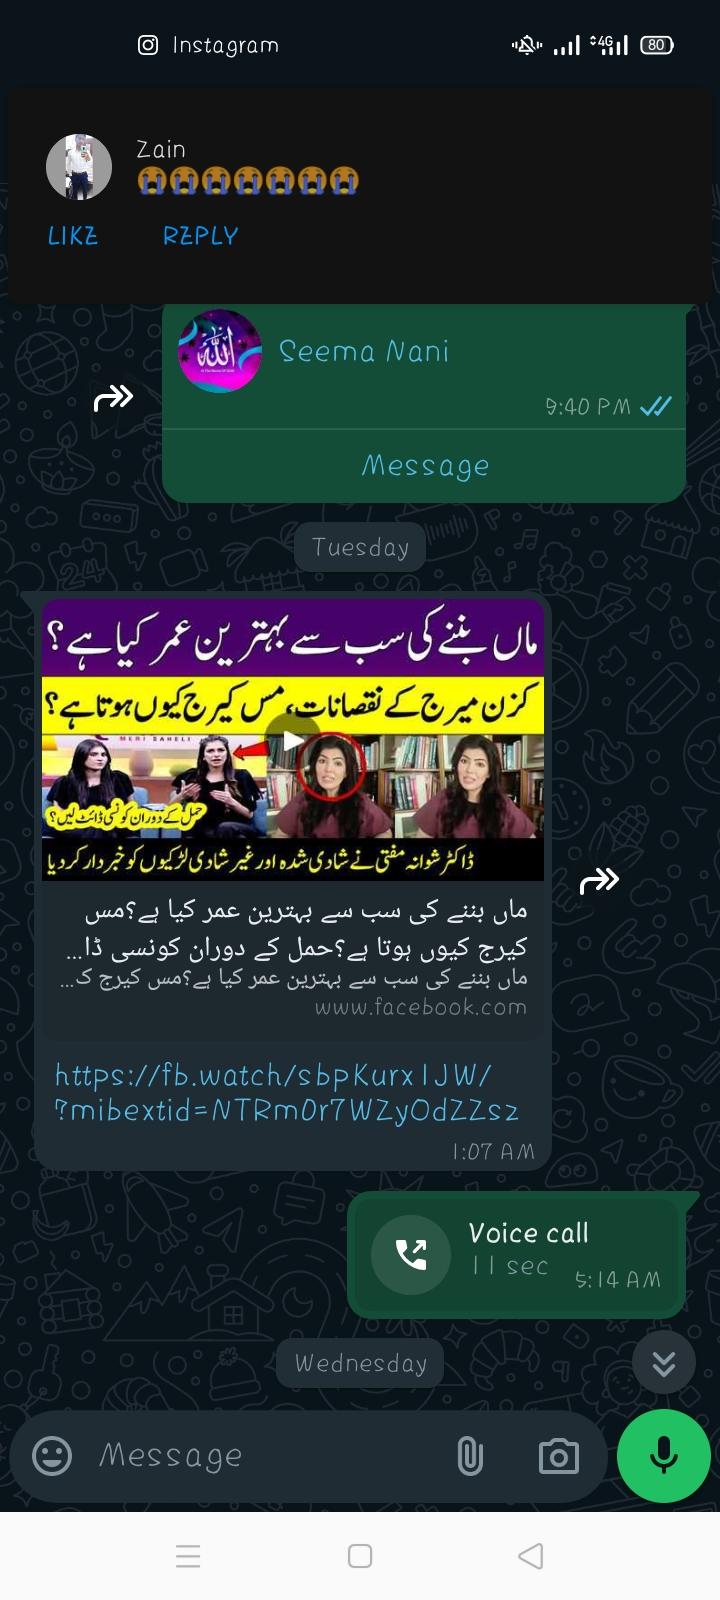 Instagram
4G
80
Zain
😭😭😭😭😭😭😭
LIKE
REPLY
الله
Seema Nani
9:40 PM
Message
Tuesday
ماں بننے کی سب سے بہترین عمر کیا ہے؟
کزن میرج کے نقصانات، مس کیرج کیوں ہوتا ہے؟
MERI SAHELI
حمل کے دوران کونسی ڈائٹ لیں؟
ڈاکٹر شوانہ مفتی نے شادی شدہ اور غیر شادی لڑکیوں کو خبردار کر دیا
ماں بننے کی سب سے بہترین عمر کیا ہے؟مس
کیرج کیوں ہوتا ہے؟حمل کے دوران کونسی ڈا...
ماں بننے کی سب سے بہترین عمر کیا ہے؟مس کیرج ک...
www.facebook.com
https://fb.watch/sbpKurx1JW/
?mibextid=NTRm0r7WZyOdZZsz
1:07 AM
Voice call
11 sec
5:14 AM
Wednesday
Message